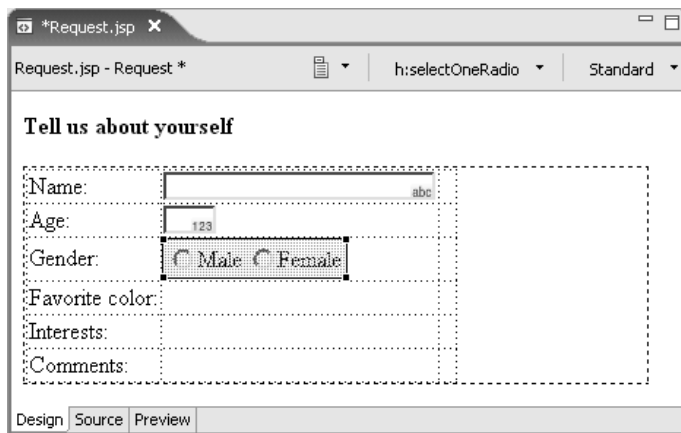 *Request.jsp
Request.jsp - Request * h:selectOneRadio Standard
Tell us about yourself
Name: abc
Age: 123
Gender: Male Female
Favorite color:
Interests:
Comments:
Design Source Preview